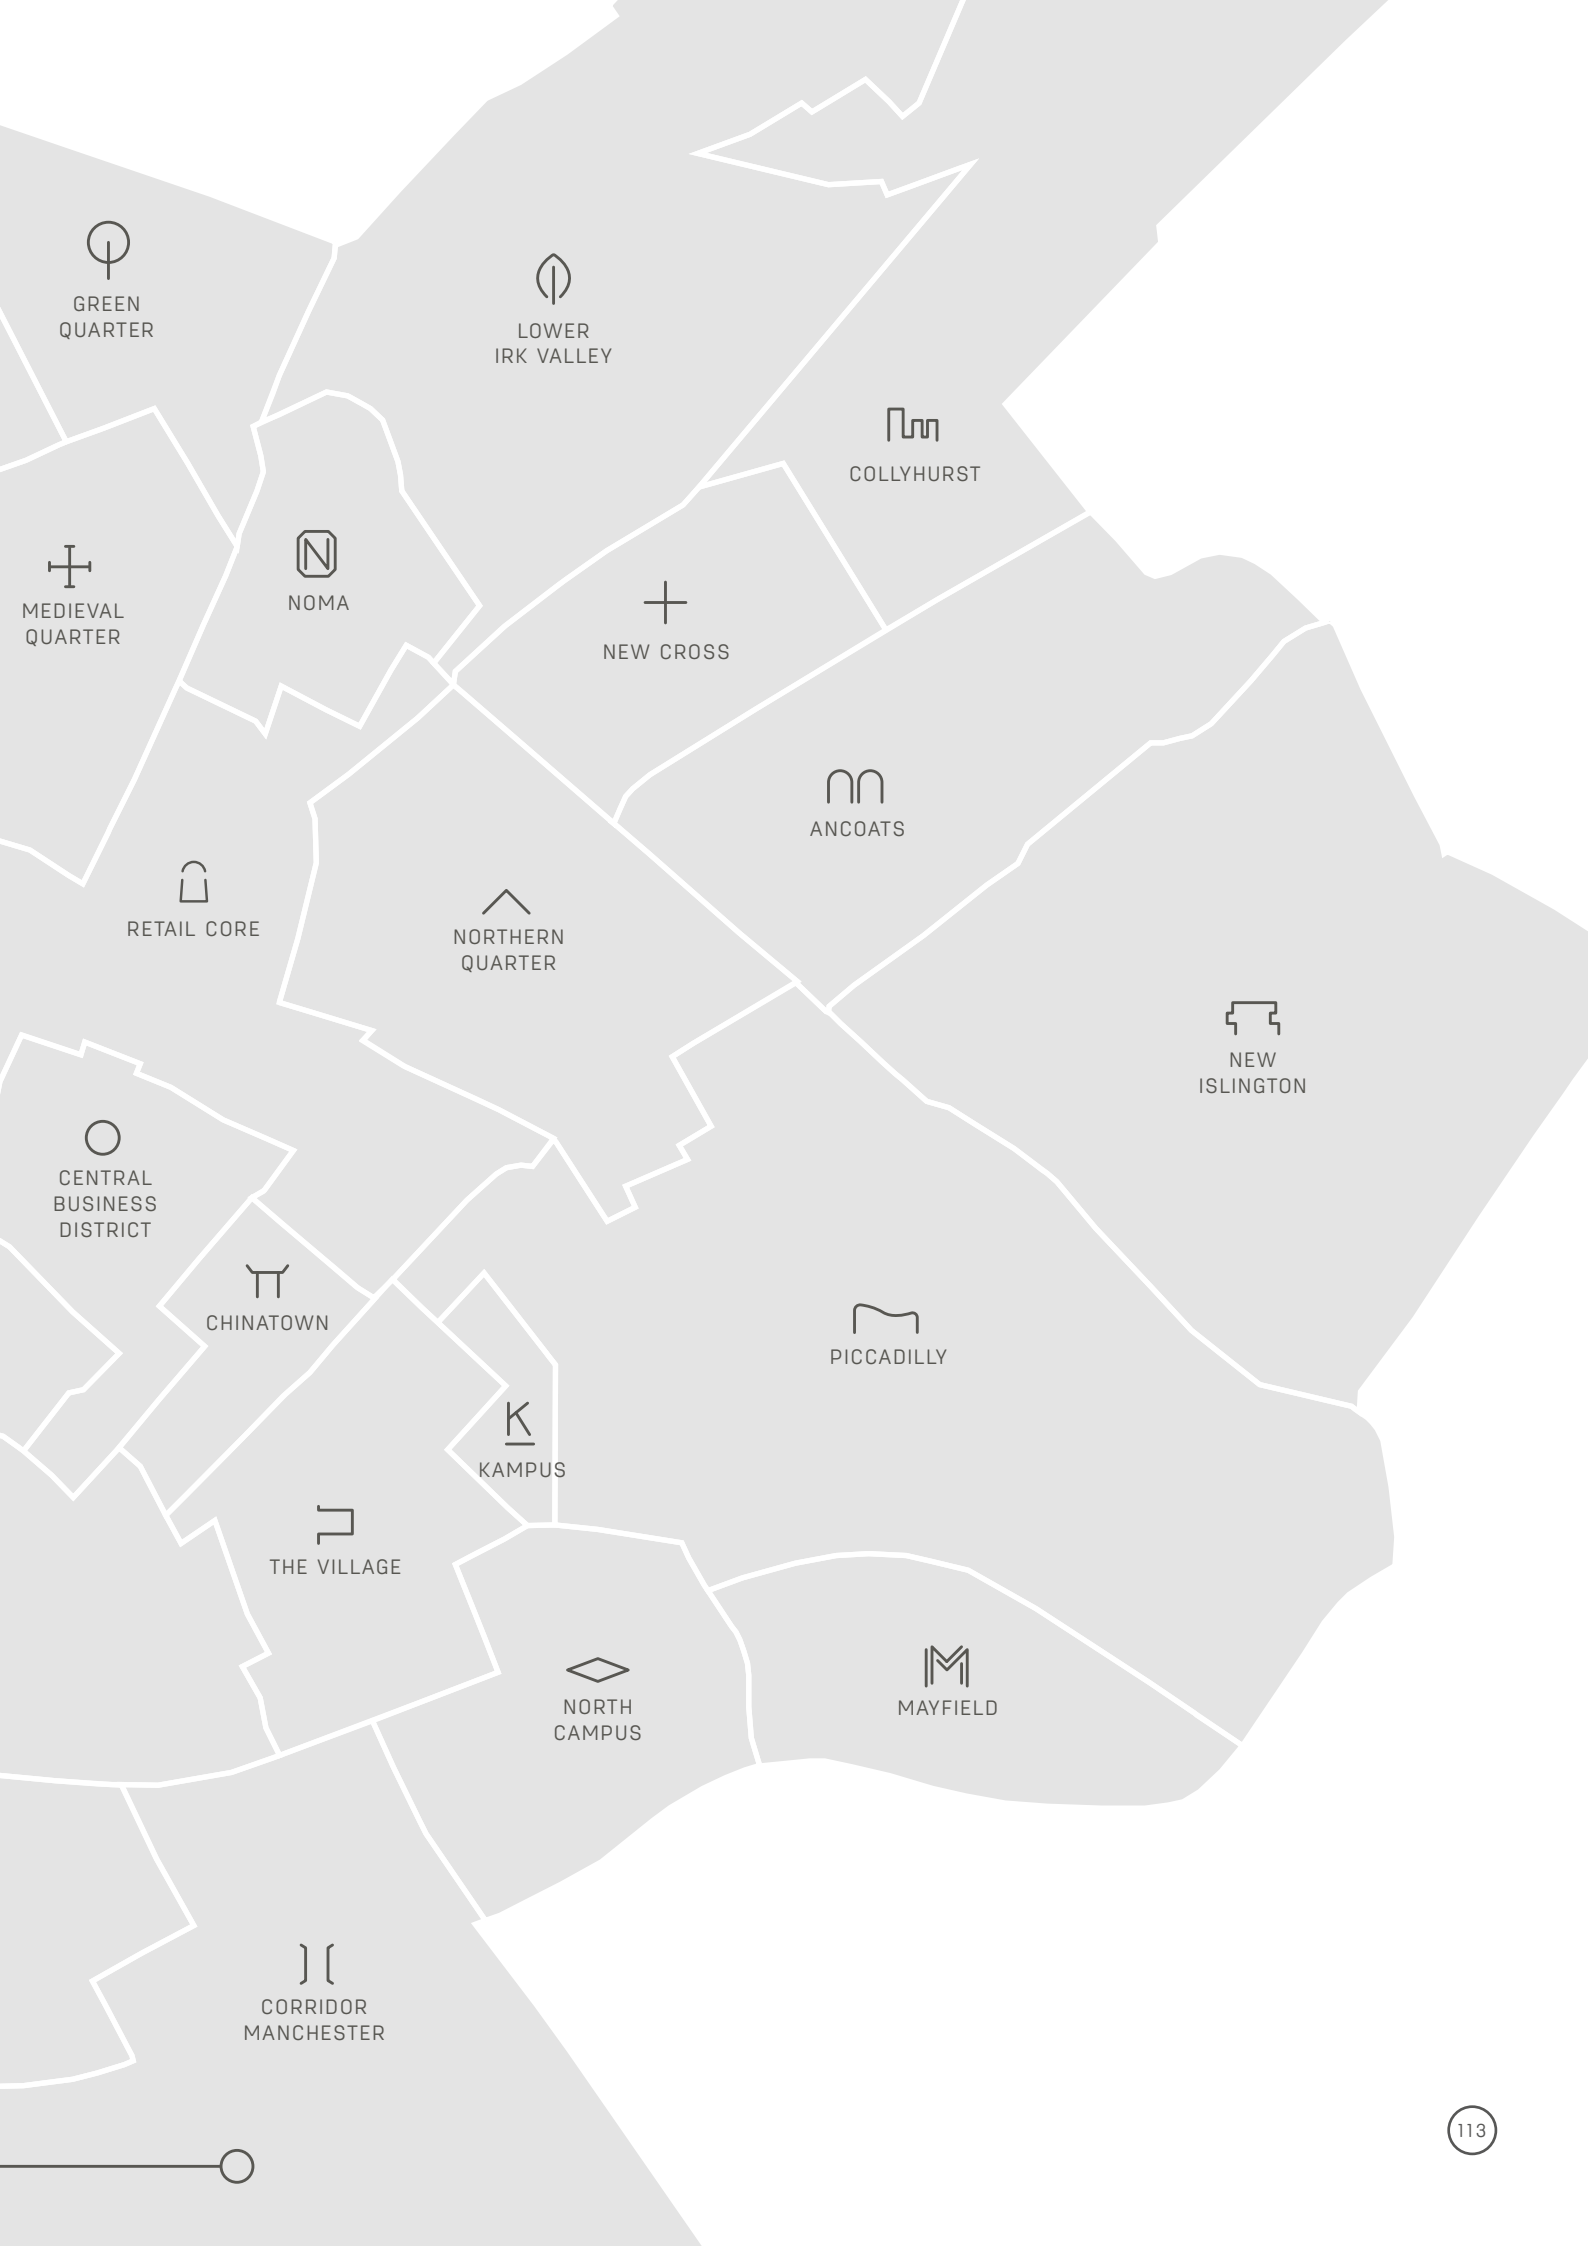 GREEN
QUARTER
LOWER
IRK VALLEY
COLLYHURST
MEDIEVAL
QUARTER
N
NOMA
NEW CROSS
ANCOATS
RETAIL CORE
NORTHERN
QUARTER
NEW
ISLINGTON
CENTRAL
BUSINESS
DISTRICT
CHINATOWN
PICCADILLY
K
KAMPUS
THE VILLAGE
NORTH
CAMPUS
M
MAYFIELD
CORRIDOR
MANCHESTER
113